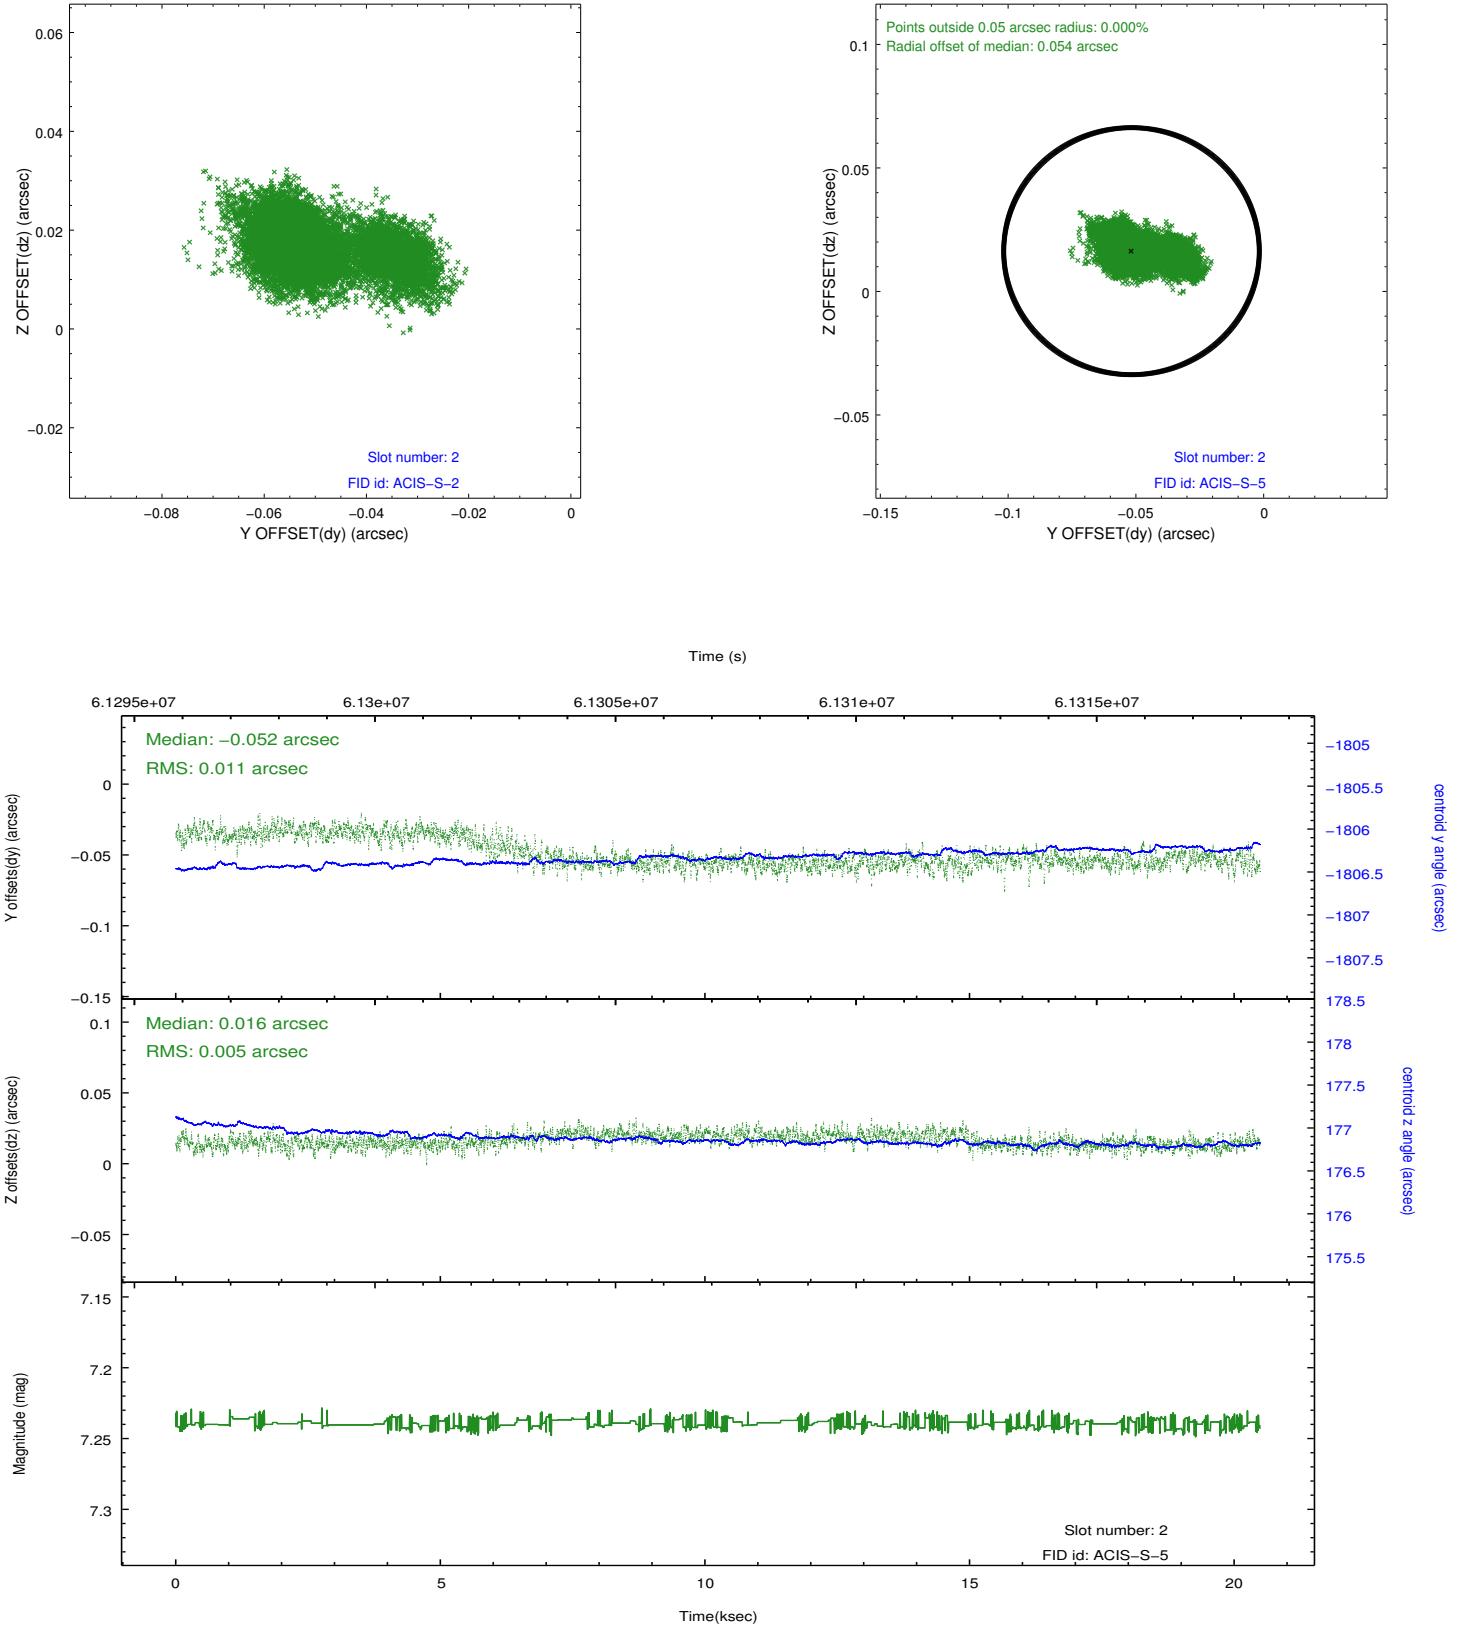 0.06
0.04
0.02
0
−0.02
Z OFFSET(dz) (arcsec)
Slot number: 2
FID id: ACIS−S−2
−0.08
−0.06
−0.04
−0.02
0
Y OFFSET(dy) (arcsec)
Points outside 0.05 arcsec radius: 0.000%
Radial offset of median: 0.054 arcsec
0.1
0.05
0
−0.05
Z OFFSET(dz) (arcsec)
Slot number: 2
FID id: ACIS−S−5
−0.15
−0.1
−0.05
0
Y OFFSET(dy) (arcsec)
Time (s)
6.1295e+07
6.13e+07
6.1305e+07
6.131e+07
6.1315e+07
Median: −0.052 arcsec
RMS: 0.011 arcsec
0
−0.05
−0.1
−0.15
Y offsets(dy) (arcsec)
−1805
−1805.5
−1806
−1806.5
−1807
−1807.5
centroid y angle (arcsec)
Median: 0.016 arcsec
RMS: 0.005 arcsec
0.1
0.05
0
−0.05
Z offsets(dz) (arcsec)
178.5
178
177.5
177
176.5
176
175.5
centroid z angle (arcsec)
7.15
7.2
7.25
7.3
Magnitude (mag)
Slot number: 2
FID id: ACIS−S−5
0
5
10
15
20
Time(ksec)